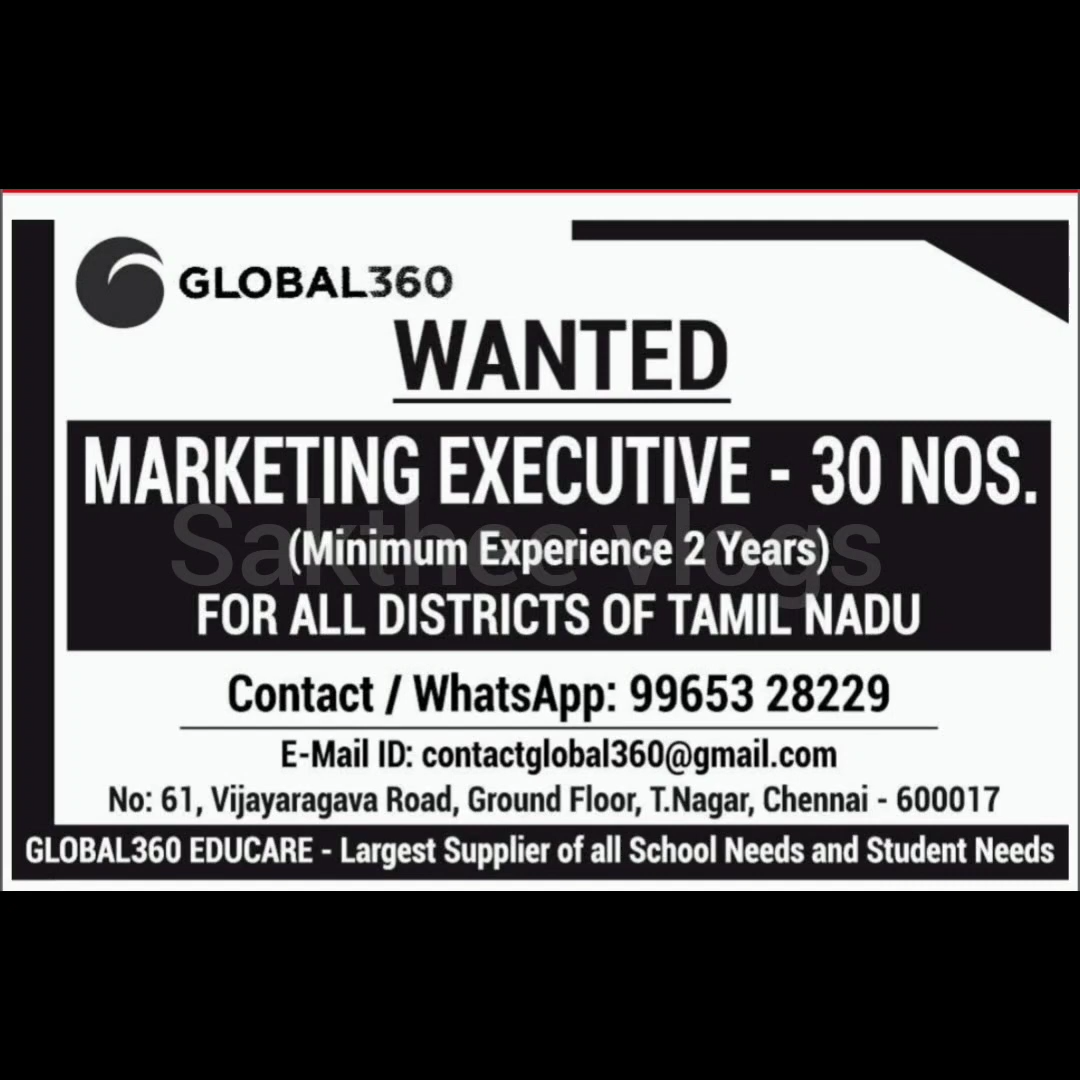 GLOBAL360
WANTED
MARKETING EXECUTIVE - 30 NOS.
(Minimum Experience 2 Years)
Sakthee vlogs
FOR ALL DISTRICTS OF TAMIL NADU
Contact / WhatsApp: 99653 28229
E-Mail ID: contactglobal360@gmail.com
No: 61, Vijayaragava Road, Ground Floor, T.Nagar, Chennai - 600017
GLOBAL360 EDUCARE - Largest Supplier of all School Needs and Student Needs